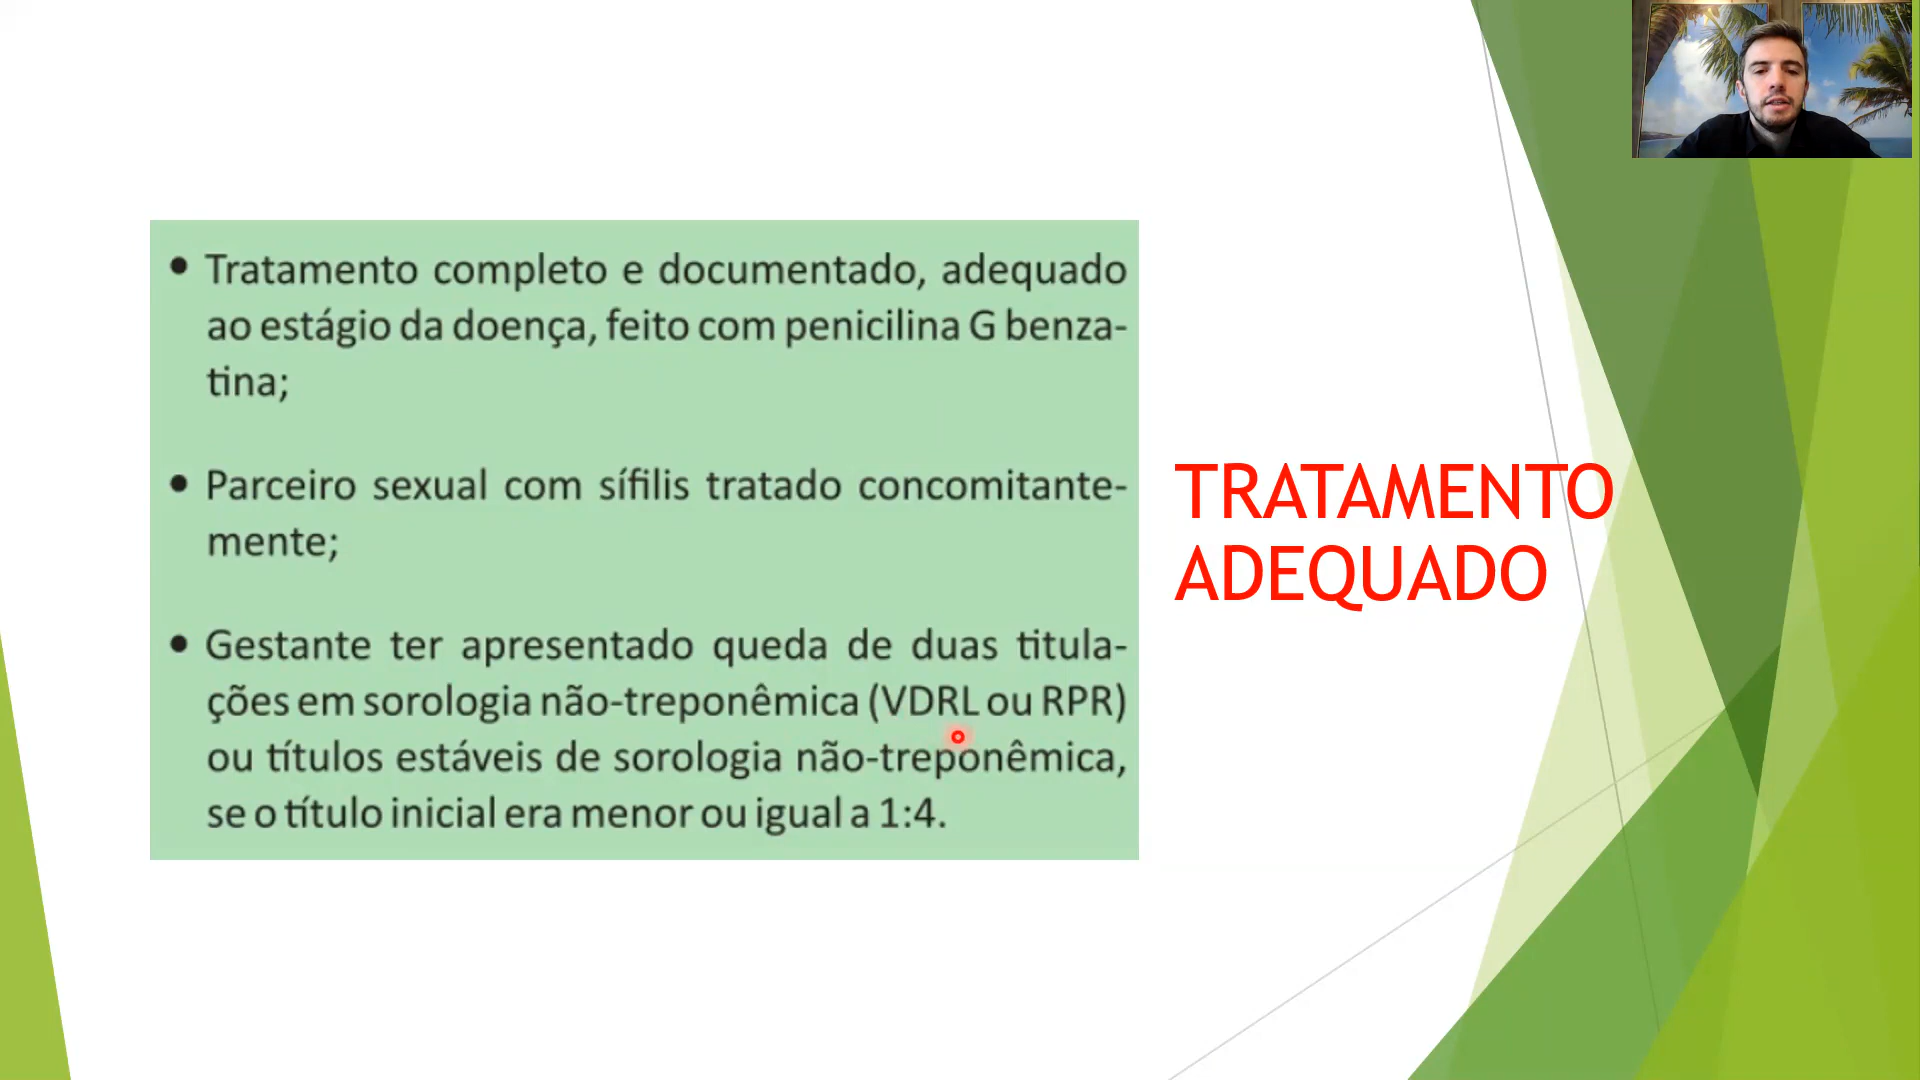 • Tratamento completo e documentado, adequado
ao estágio da doença, feito com penicilina G benza-
tina;
• Parceiro sexual com sífilis tratado concomitante-
mente;
• Gestante ter apresentado queda de duas titula-
ções em sorologia não-treponêmica (VDRL ou RPR)
ou títulos estáveis de sorologia não-treponêmica,
se o título inicial era menor ou igual a 1:4.
TRATAMENTO
ADEQUADO